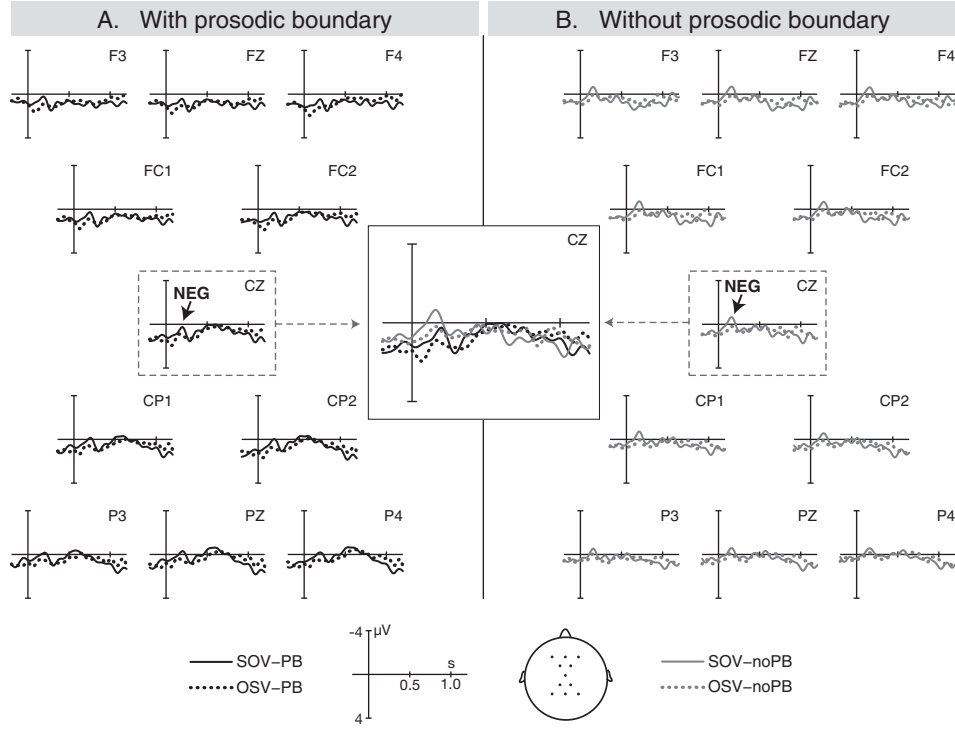 A. With prosodic boundary
B. Without prosodic boundary
F3 FZ F4
F3 FZ F4
FC1 FC2
FC1 FC2
CZ
NEG CZ
NEG CZ
CP1 CP2
CP1 CP2
P3 PZ P4
P3 PZ P4
-4 µV
s
0.5 1.0
4
SOV–PB
OSV–PB
SOV–noPB
OSV–noPB